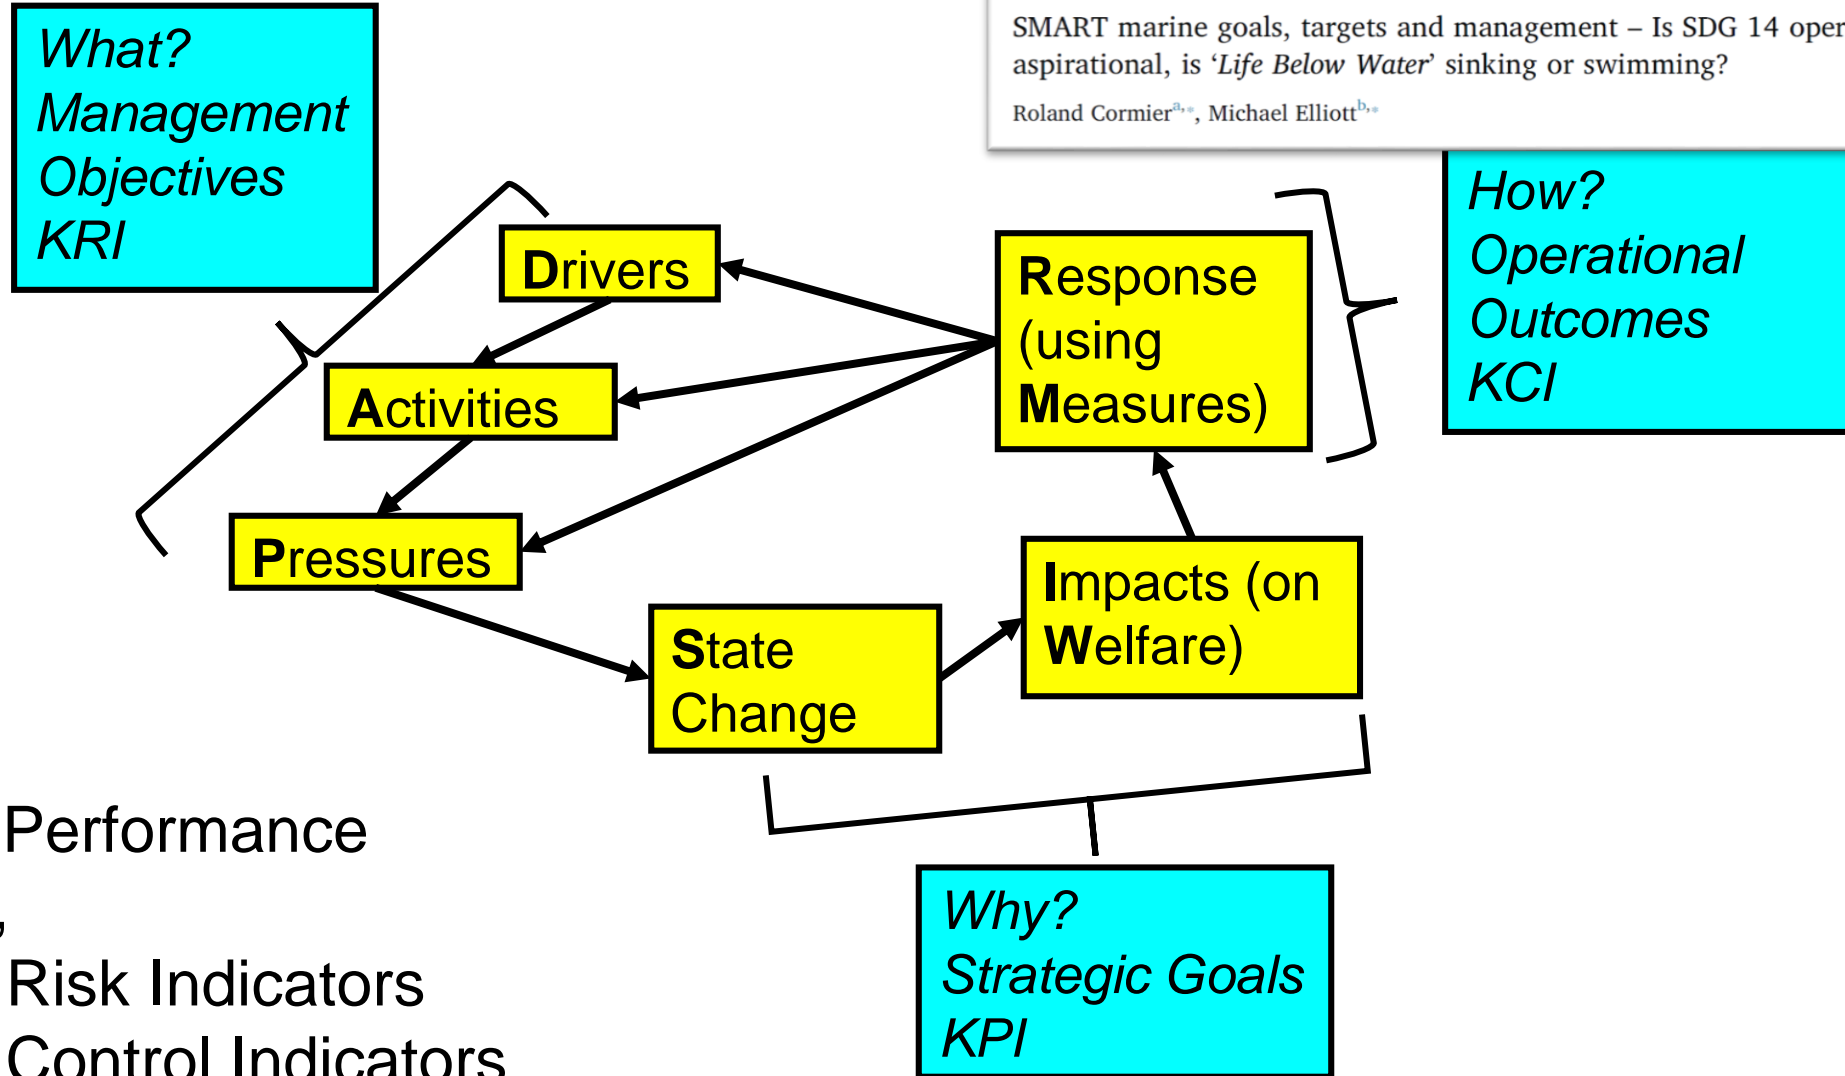 SMART marine goals, targets and management – Is SDG 14 oper
aspirational, is ‘Life Below Water’ sinking or swimming?
Roland Cormierᵃ,*, Michael Elliottᵇ,*
What?
Management
Objectives
KRI
How?
Operational
Outcomes
KCI
Drivers
Response
(using
Measures)
Activities
Pressures
Impacts (on
Welfare)
State
Change
Performance
,
Risk Indicators
Control Indicators
Why?
Strategic Goals
KPI